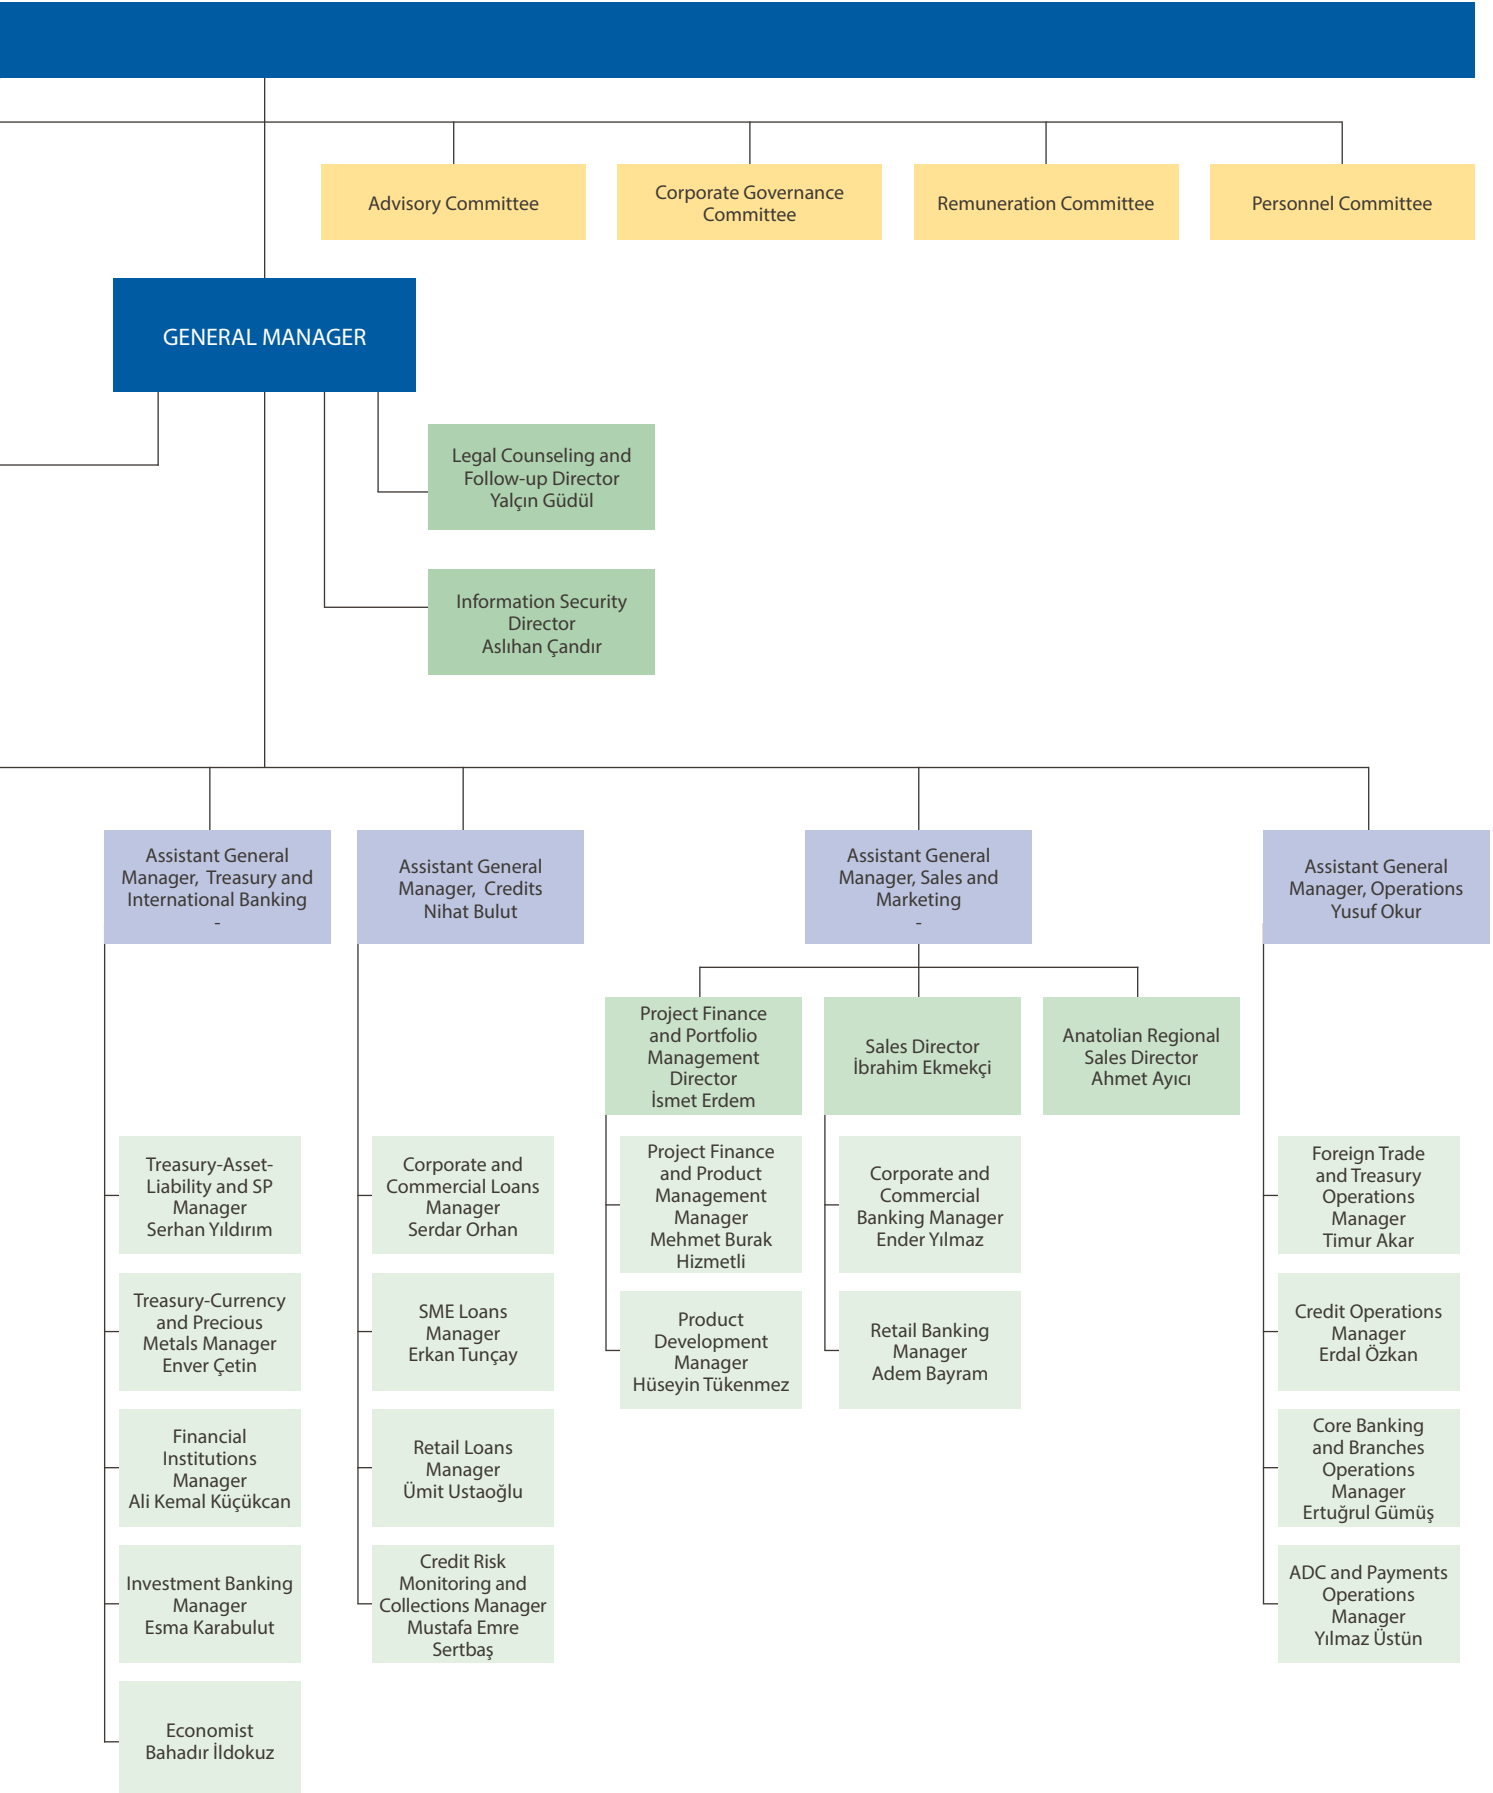 Advisory Committee
Corporate Governance
Committee
Remuneration Committee
Personnel Committee
GENERAL MANAGER
Legal Counseling and
Follow-up Director
Yalçın Güdül
Information Security
Director
Aslıhan Çandır
Assistant General
Manager, Treasury and
International Banking
-
Assistant General
Manager, Credits
Nihat Bulut
Assistant General
Manager, Sales and
Marketing
-
Assistant General
Manager, Operations
Yusuf Okur
Project Finance
and Portfolio
Management
Director
İsmet Erdem
Sales Director
İbrahim Ekmekçi
Anatolian Regional
Sales Director
Ahmet Ayıcı
Treasury-Asset-
Liability and SP
Manager
Serhan Yıldırım
Corporate and
Commercial Loans
Manager
Serdar Orhan
Project Finance
and Product
Management
Manager
Mehmet Burak
Hizmetli
Corporate and
Commercial
Banking Manager
Ender Yılmaz
Foreign Trade
and Treasury
Operations
Manager
Timur Akar
Treasury-Currency
and Precious
Metals Manager
Enver Çetin
SME Loans
Manager
Erkan Tunçay
Product
Development
Manager
Hüseyin Tükenmez
Retail Banking
Manager
Adem Bayram
Credit Operations
Manager
Erdal Özkan
Financial
Institutions
Manager
Ali Kemal Küçükcan
Retail Loans
Manager
Ümit Ustaoğlu
Core Banking
and Branches
Operations
Manager
Ertuğrul Gümüş
Investment Banking
Manager
Esma Karabulut
Credit Risk
Monitoring and
Collections Manager
Mustafa Emre
Sertbaş
ADC and Payments
Operations
Manager
Yılmaz Üstün
Economist
Bahadır İldokuz